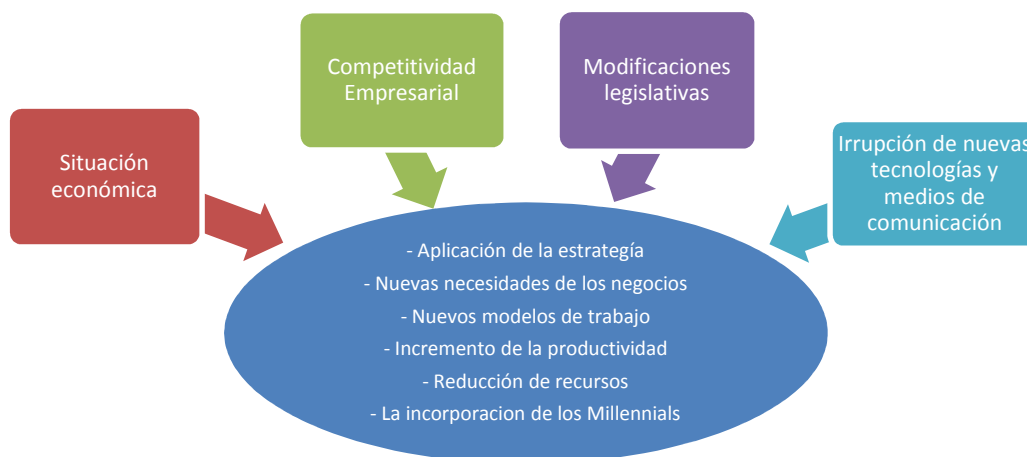 Competitividad
Empresarial
Modificaciones
legislativas
Situación
económica
Irrupción de nuevas
tecnologías y
medios de
comunicación
- Aplicación de la estrategía
- Nuevas necesidades de los negocios
- Nuevos modelos de trabajo
- Incremento de la productividad
- Reducción de recursos
- La incorporacion de los Millennials